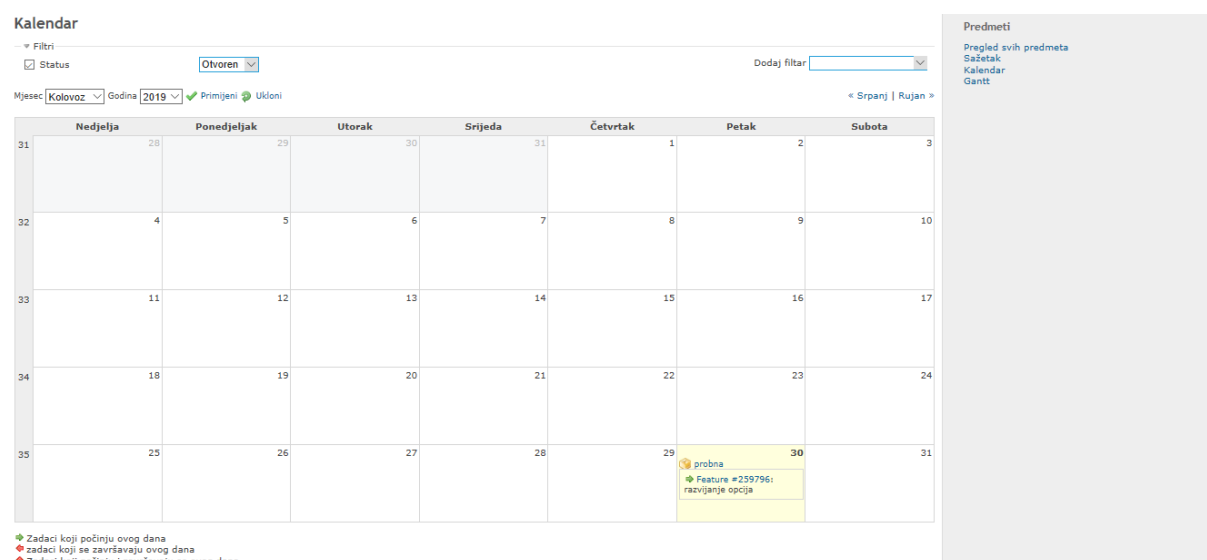 Kalendar
Filtri
Status Otvoren Dodaj filtar
Mjesec Kolovoz Godina 2019 Primijeni Ukloni « Srpanj | Rujan »
Nedjelja Ponedjeljak Utorak Srijeda Četvrtak Petak Subota
31 28 29 30 31 1 2 3
32 4 5 6 7 8 9 10
33 11 12 13 14 15 16 17
34 18 19 20 21 22 23 24
35 25 26 27 28 29 30 31
probna
Feature #259796:
razvijanje opcija
Zadaci koji počinju ovog dana
zadaci koji se završavaju ovog dana
Predmeti
Pregled svih predmeta
Sažetak
Kalendar
Gantt